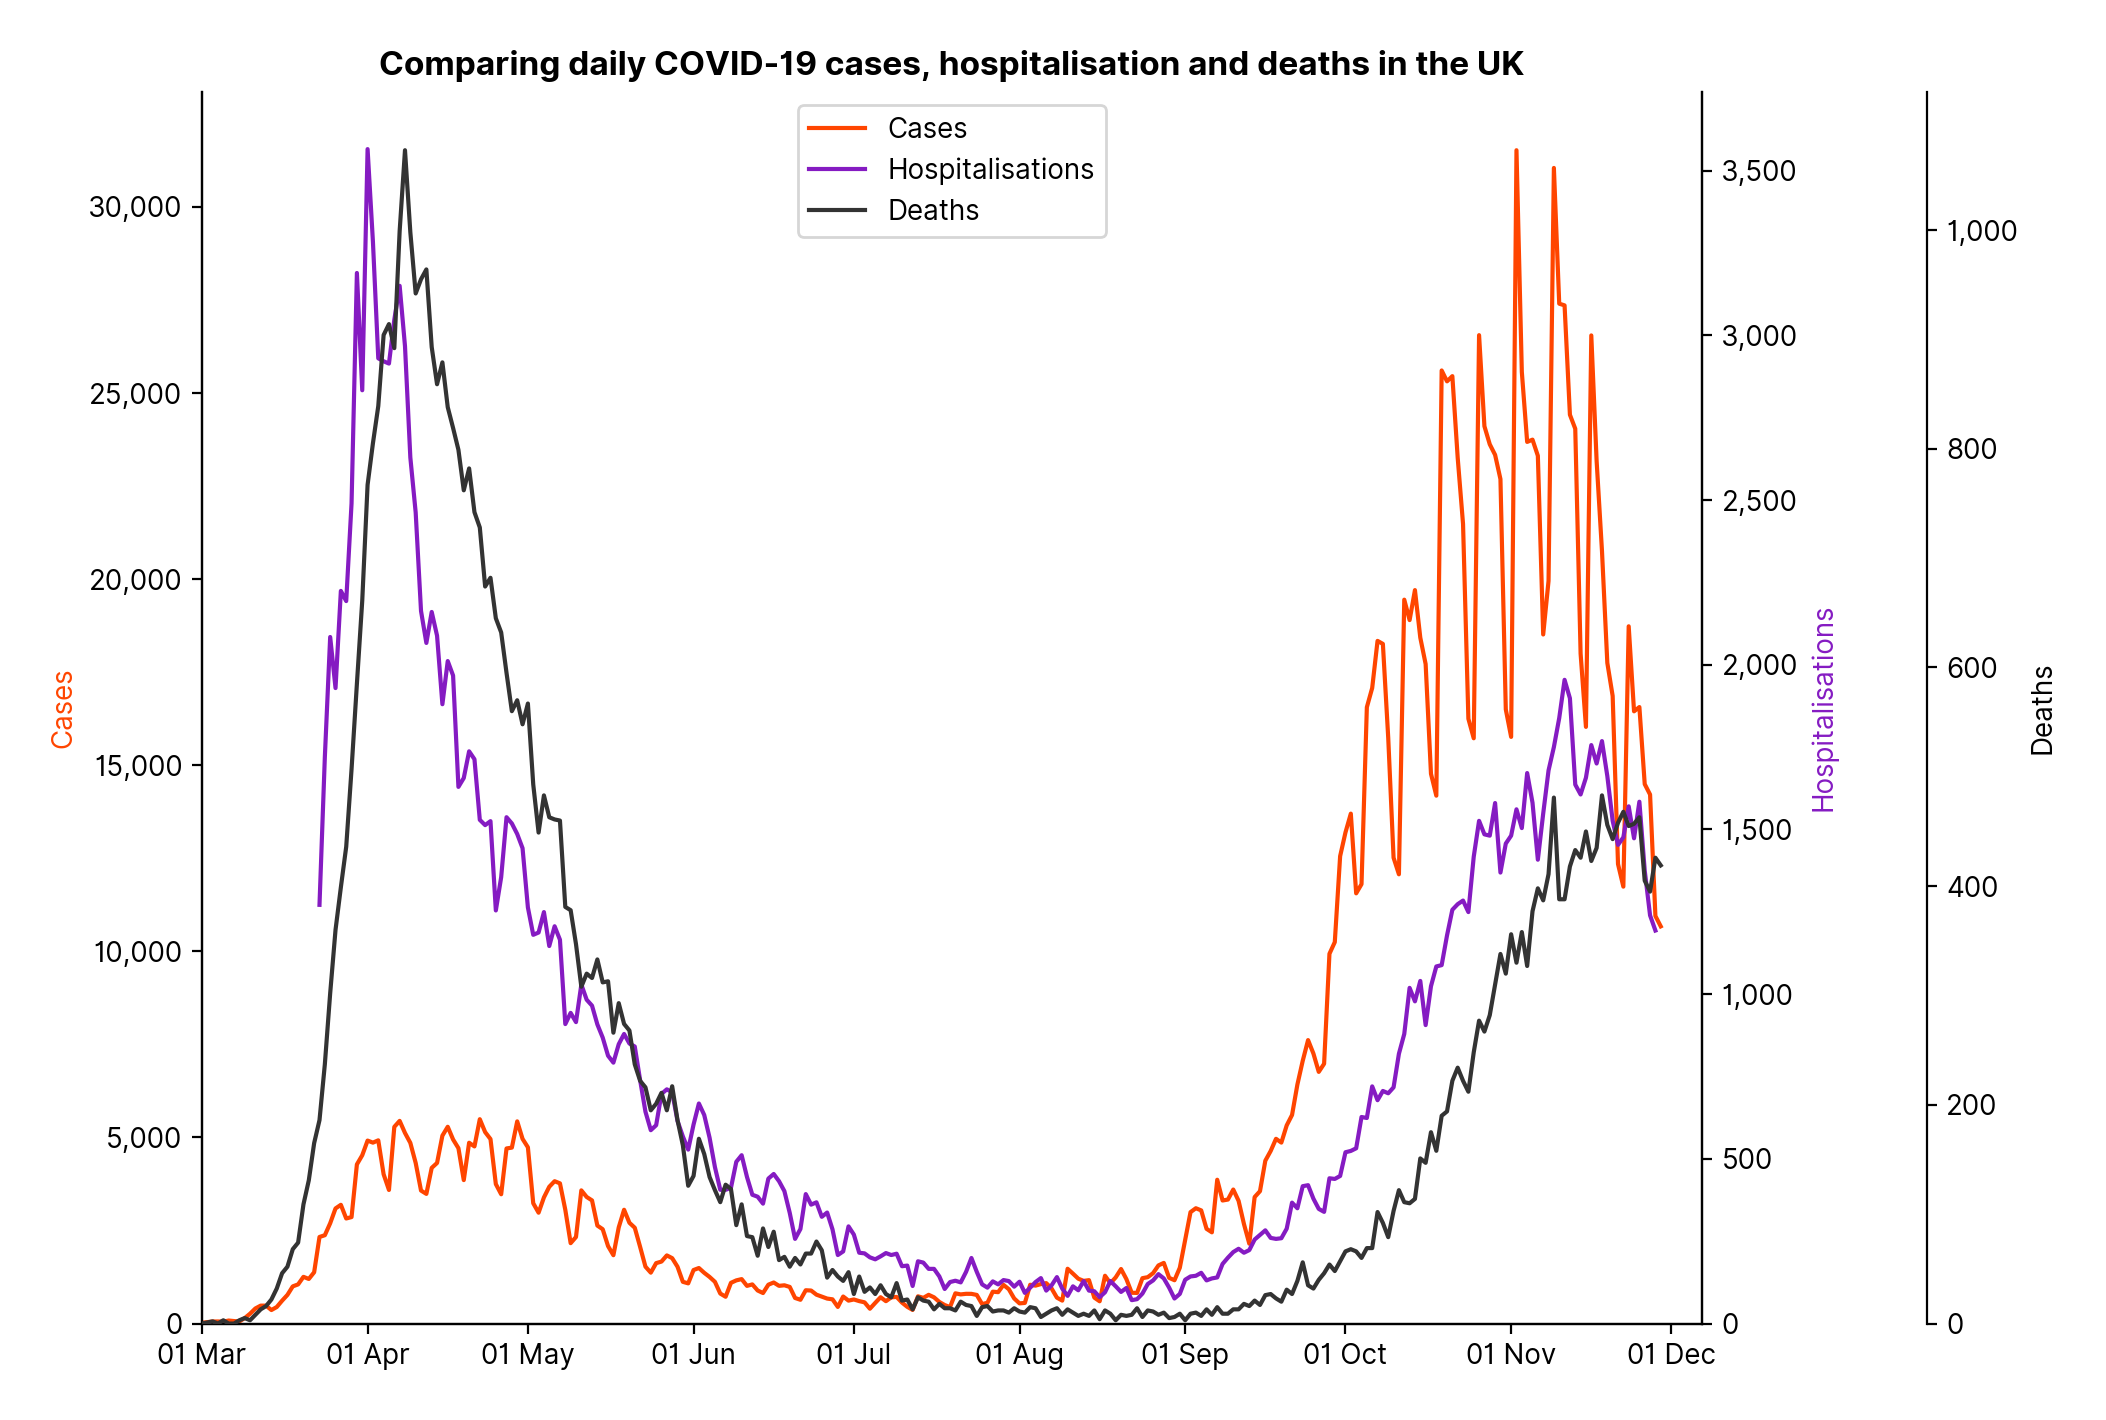 Comparing daily COVID-19 cases, hospitalisation and deaths in the UK
Cases
Hospitalisations
Deaths
30,000
25,000
20,000
15,000
10,000
5,000
0
Cases
3,500
3,000
2,500
2,000
1,500
1,000
500
0
Hospitalisations
1,000
800
600
400
200
0
Deaths
01 Mar 01 Apr 01 May 01 Jun 01 Jul 01 Aug 01 Sep 01 Oct 01 Nov 01 Dec